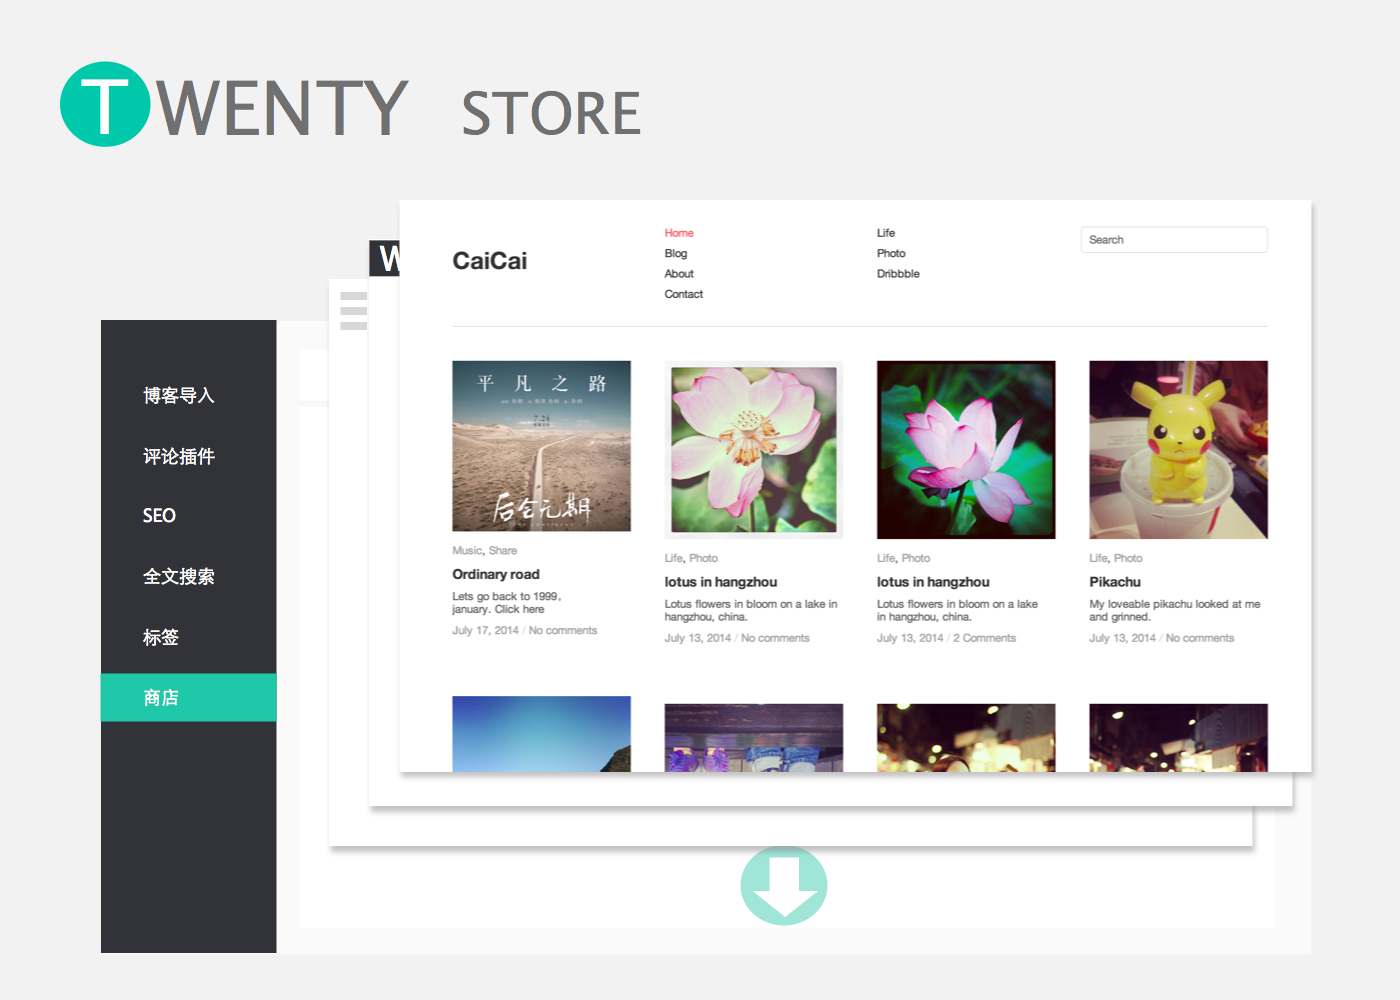 TWENTY STORE
W
CaiCai
Home
Blog
About
Contact
Life
Photo
Dribbble
Search
博客导入
评论插件
SEO
全文搜索
标签
商店
平凡之路
7.24
后会无期
Music, Share
Ordinary road
Lets go back to 1999,
january. Click here
July 17, 2014 / No comments
Life, Photo
lotus in hangzhou
Lotus flowers in bloom on a lake in
hangzhou, china.
July 13, 2014 / No comments
Life, Photo
lotus in hangzhou
Lotus flowers in bloom on a lake
in hangzhou, china.
July 13, 2014 / 2 Comments
Life, Photo
Pikachu
My loveable pikachu looked at me
and grinned.
July 13, 2014 / No comments